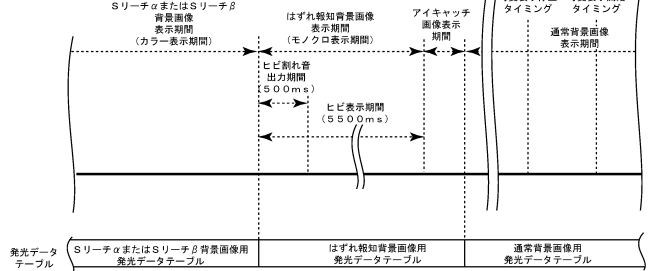 ＳリーチαまたはＳリーチβ
背景画像
表示期間
（カラー表示期間）
はずれ報知背景画像
表示期間
（モノクロ表示期間）
アイキャッチ
画像表示
期間
タイミング
タイミング
通常背景画像
表示期間
ヒビ割れ音
出力期間
（５００ｍｓ）
ヒビ表示期間
（５５００ｍｓ）
発光データ
テーブル
ＳリーチαまたはＳリーチβ背景画像用
発光データテーブル
はずれ報知背景画像用
発光データテーブル
通常背景画像用
発光データテーブル